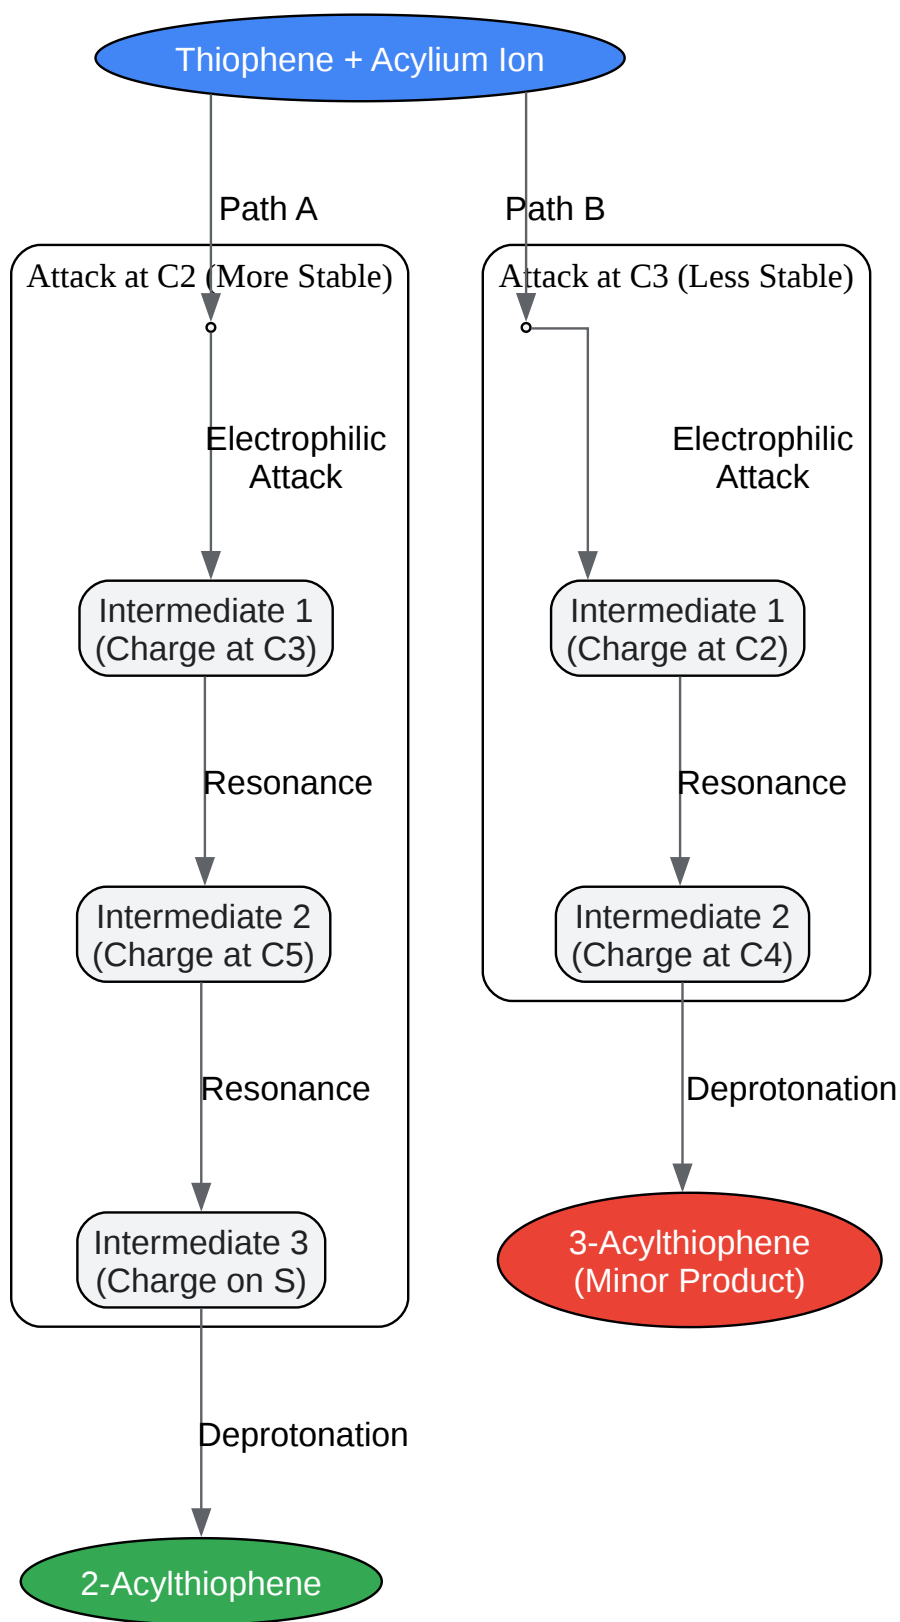 Thiophene + Acylium Ion
Path A
Path B
Attack at C2 (More Stable)
Electrophilic
Attack
Intermediate 1
(Charge at C3)
Resonance
Intermediate 2
(Charge at C5)
Resonance
Intermediate 3
(Charge on S)
Deprotonation
2-Acylthiophene
Attack at C3 (Less Stable)
Electrophilic
Attack
Intermediate 1
(Charge at C2)
Resonance
Intermediate 2
(Charge at C4)
Deprotonation
3-Acylthiophene
(Minor Product)